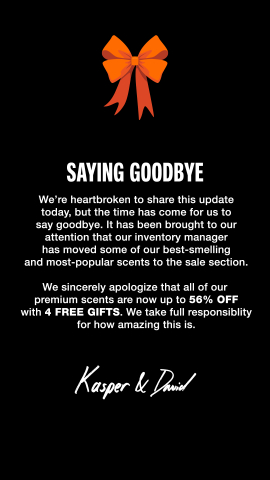 SAYING GOODBYE
We're heartbroken to share this update
today, but the time has come for us to
say goodbye. It has been brought to our
attention that our inventory manager
has moved some of our best-smelling
and most-popular scents to the sale section.
We sincerely apologize that all of our
premium scents are now up to 56% OFF
with 4 FREE GIFTS. We take full responsiblity
for how amazing this is.
Kasper & David